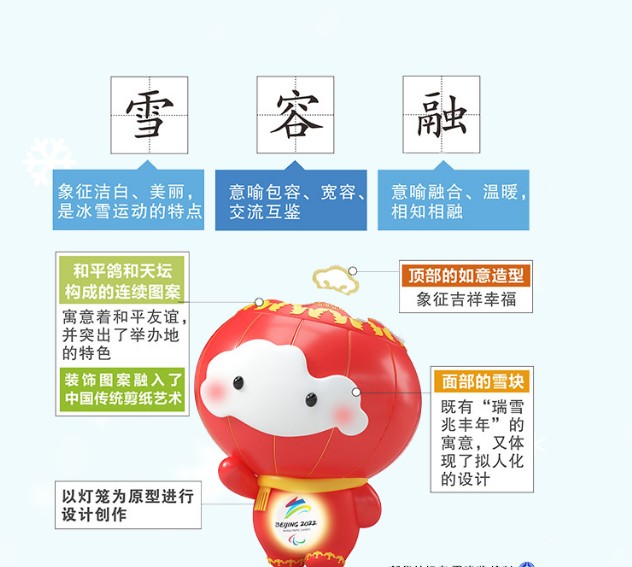 雪 容 融
象征洁白、美丽，
是冰雪运动的特点
意喻包容、宽容、
交流互鉴
意喻融合、温暖，
相知相融
和平鸽和天坛
构成的连续图案
寓意着和平友谊，
并突出了举办地
的特色
装饰图案融入了
中国传统剪纸艺术
顶部的如意造型
象征吉祥幸福
面部的雪块
既有“瑞雪
兆丰年”的
寓意，又体
现了拟人化
的设计
以灯笼为原型进行
设计创作
BEIJING 2022